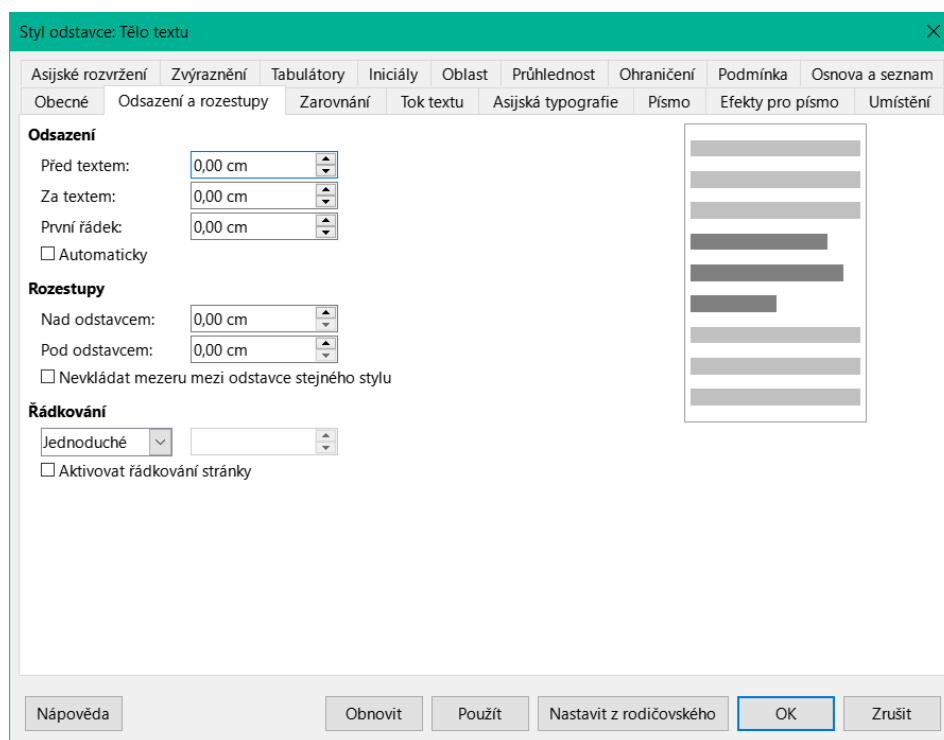 Styl odstavce: Tělo textu
Asijské rozvržení Zvýraznění Tabulátory Iniciály Oblast Průhlednost Ohraničení Podmínka Osnova a seznam
Obecné Odsazení a rozestupy Zarovnání Tok textu Asijská typografie Písmo Efekty pro písmo Umístění
Odsazení
Před textem: 0,00 cm
Za textem: 0,00 cm
První řádek: 0,00 cm
Automaticky
Rozestupy
Nad odstavcem: 0,00 cm
Pod odstavcem: 0,00 cm
Nevkládat mezeru mezi odstavce stejného stylu
Řádkování
Jednoduché
Aktivovat řádkování stránky
Nápověda Obnovit Použít Nastavit z rodičovského OK Zrušit